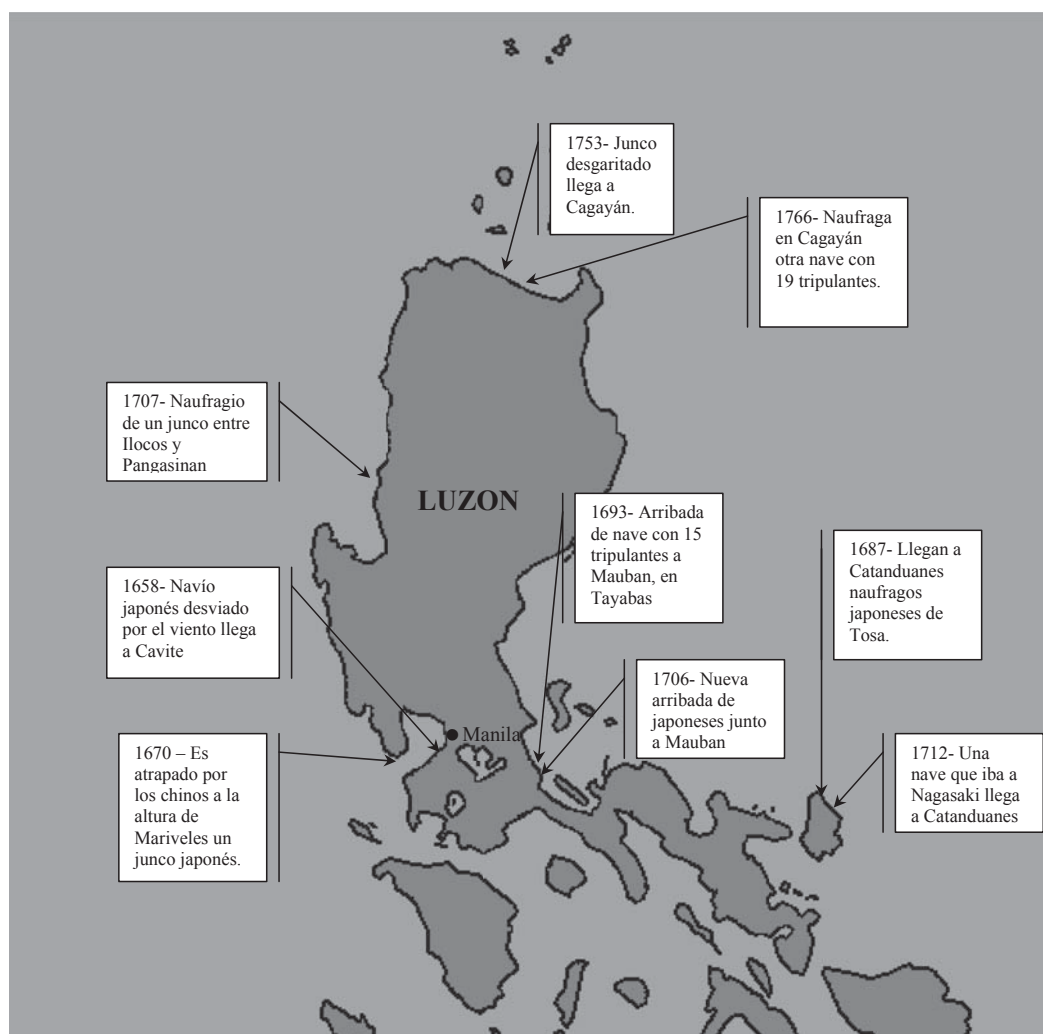 1753- Junco
desgaritado
llega a
Cagayán.
1766- Naufraga
en Cagayán
otra nave con
19 tripulantes.
1707- Naufragio
de un junco entre
Ilocos y
Pangasinan
LUZON
1693- Arribada
de nave con 15
tripulantes a
Mauban, en
Tayabas
1687- Llegan a
Catanduanes
naufragos
japoneses de
Tosa.
1658- Navío
japonés desviado
por el viento llega
a Cavite
1706- Nueva
arribada de
japoneses junto
a Mauban
Manila
1670 – Es
atrapado por
los chinos a la
altura de
Mariveles un
junco japonés.
1712- Una
nave que iba a
Nagasaki llega
a Catanduanes